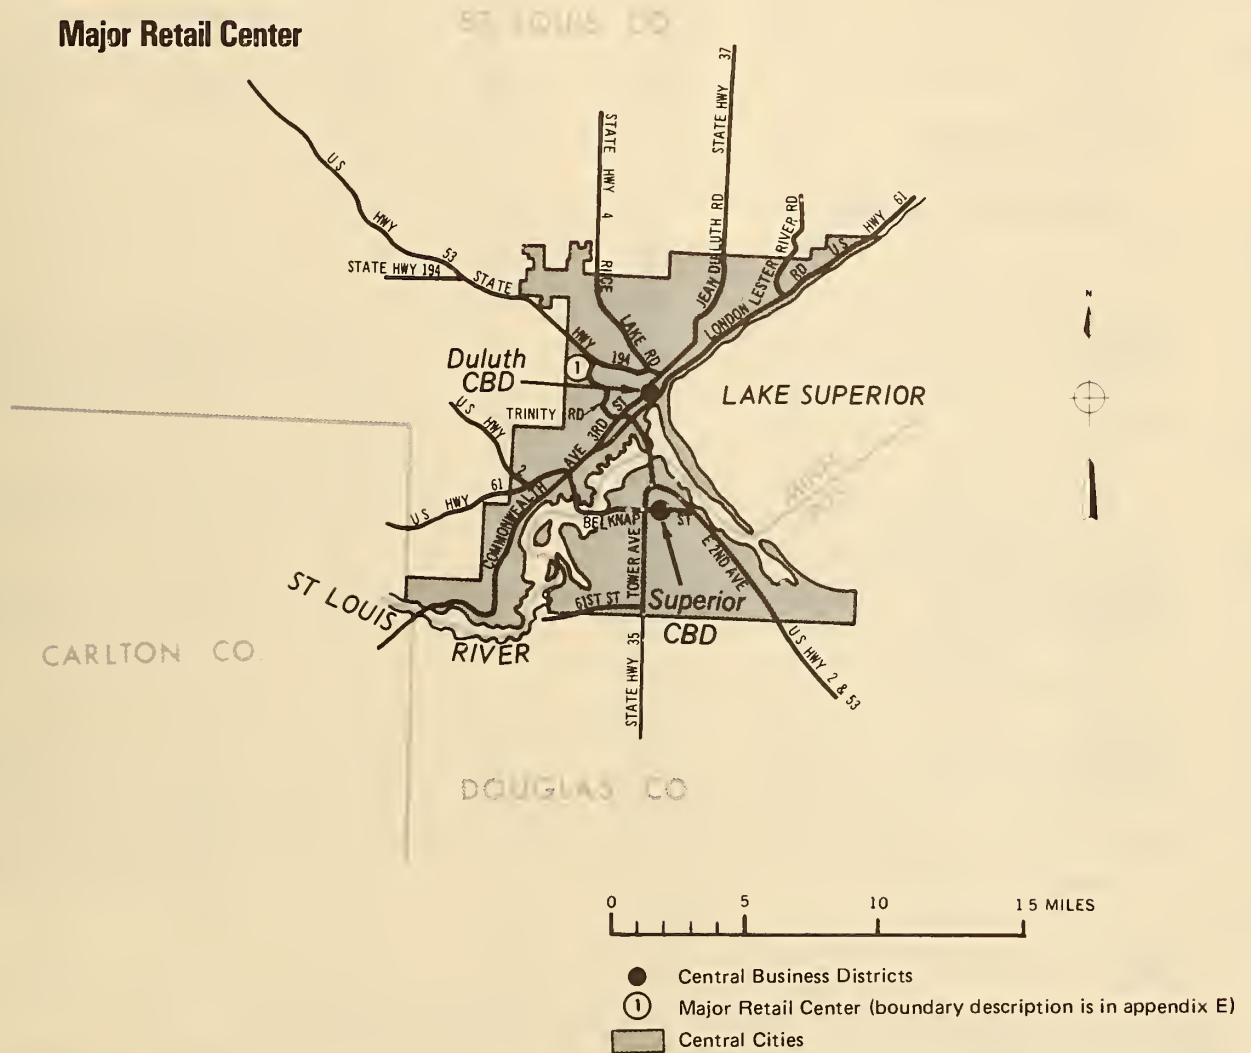 ST LOUIS CO
Major Retail Center
STATE HWY 37
STATE HWY 4
US HWY 53
STATE HWY 194
STATE HWY 194
RICE LAKE RD
JEAN DULUTH RD
LESTER RIVER RD
LONDON RD
US HWY 61
N
Duluth
CBD
1
LAKE SUPERIOR
TRINITY RD
3RD ST
US HWY 2
US HWY 61
COMMONWEALTH AVE
BELKNAP ST
TOWER AVE
E 2ND AVE
61ST ST
Superior
CBD
ST LOUIS
RIVER
CARLTON CO
STATE HWY 35
US HWY 2 & 53
DOUGLAS CO
0 5 10 15 MILES
Central Business Districts
1 Major Retail Center (boundary description is in appendix E)
Central Cities